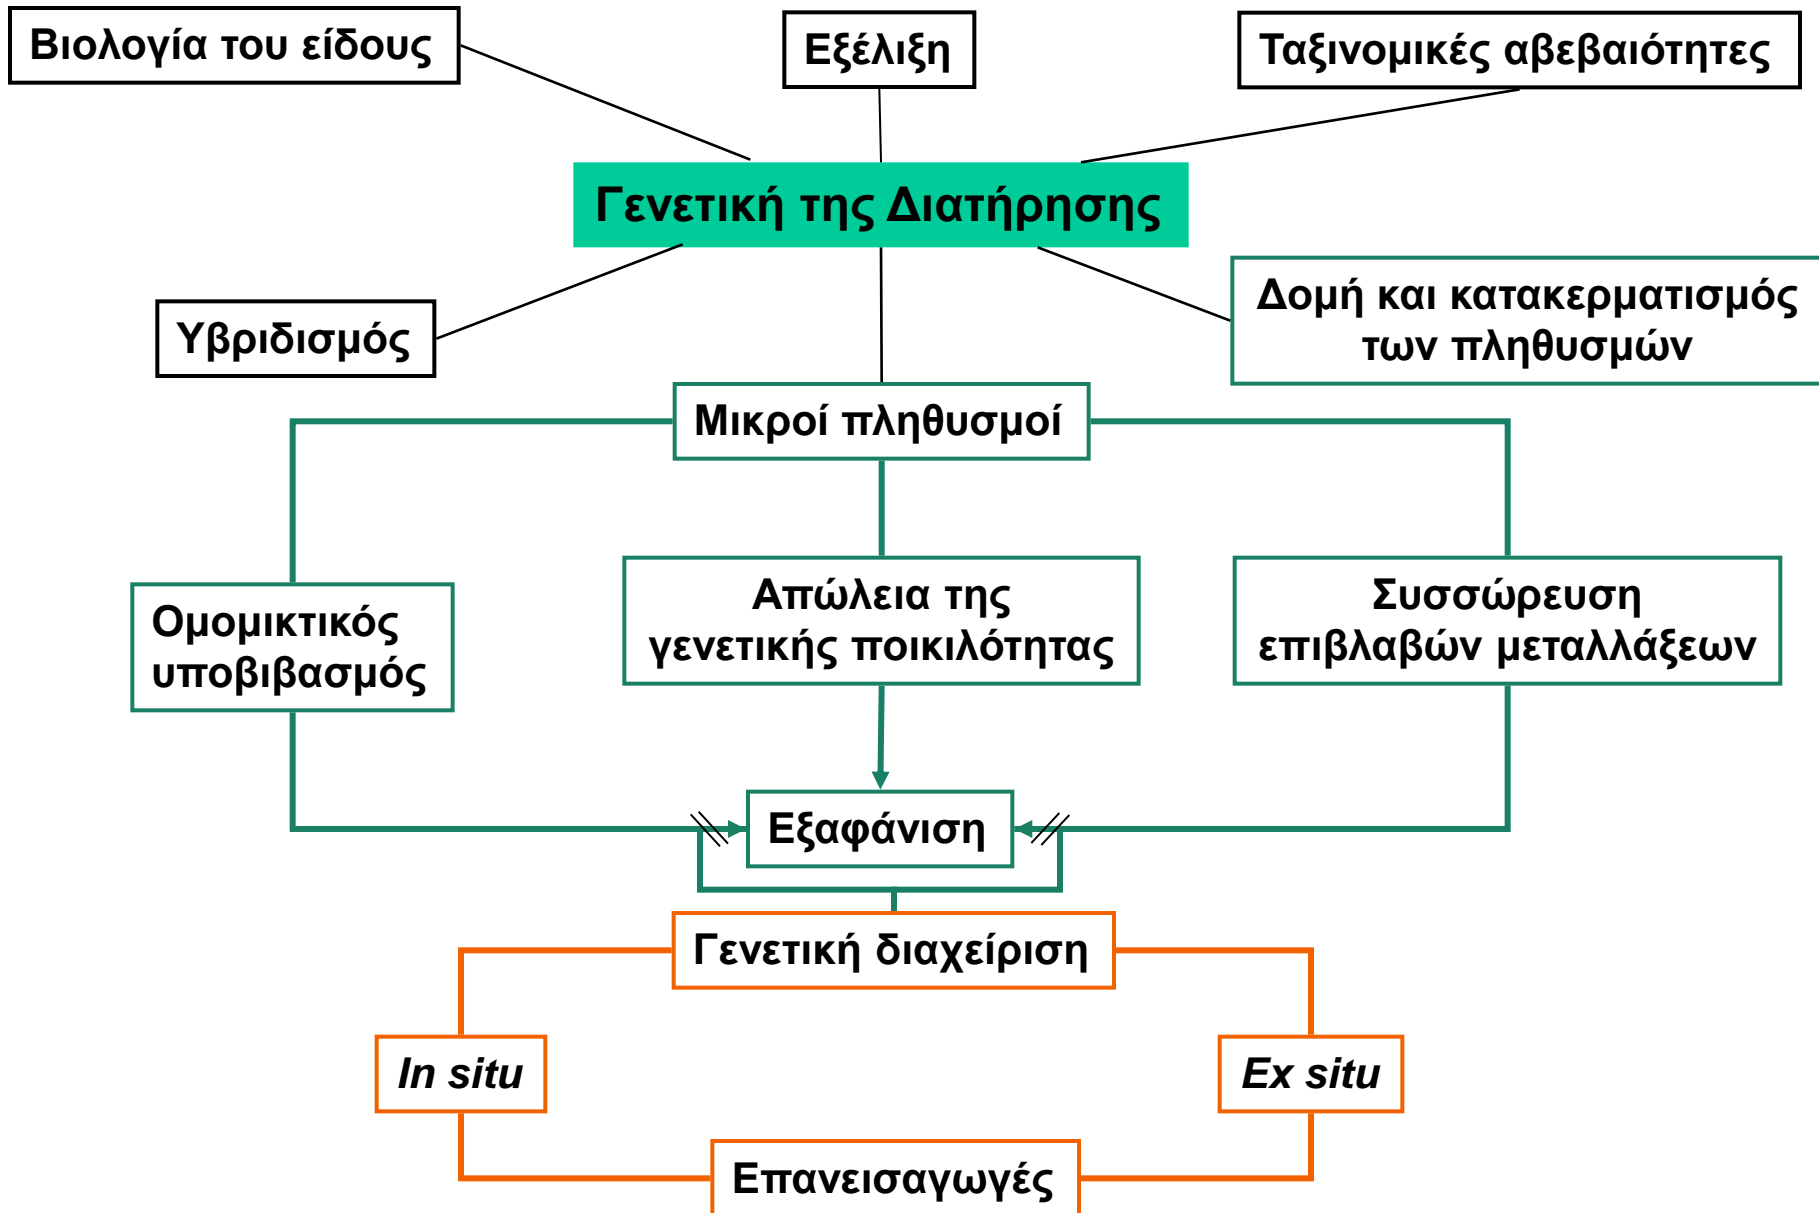 Βιολογία του είδους
Εξέλιξη
Ταξινομικές αβεβαιότητες
Γενετική της Διατήρησης
Υβριδισμός
Δομή και κατακερματισμός
των πληθυσμών
Μικροί πληθυσμοί
Ομομικτικός
υποβιβασμός
Απώλεια της
γενετικής ποικιλότητας
Συσσώρευση
επιβλαβών μεταλλάξεων
Εξαφάνιση
Γενετική διαχείριση
In situ
Ex situ
Επανεισαγωγές